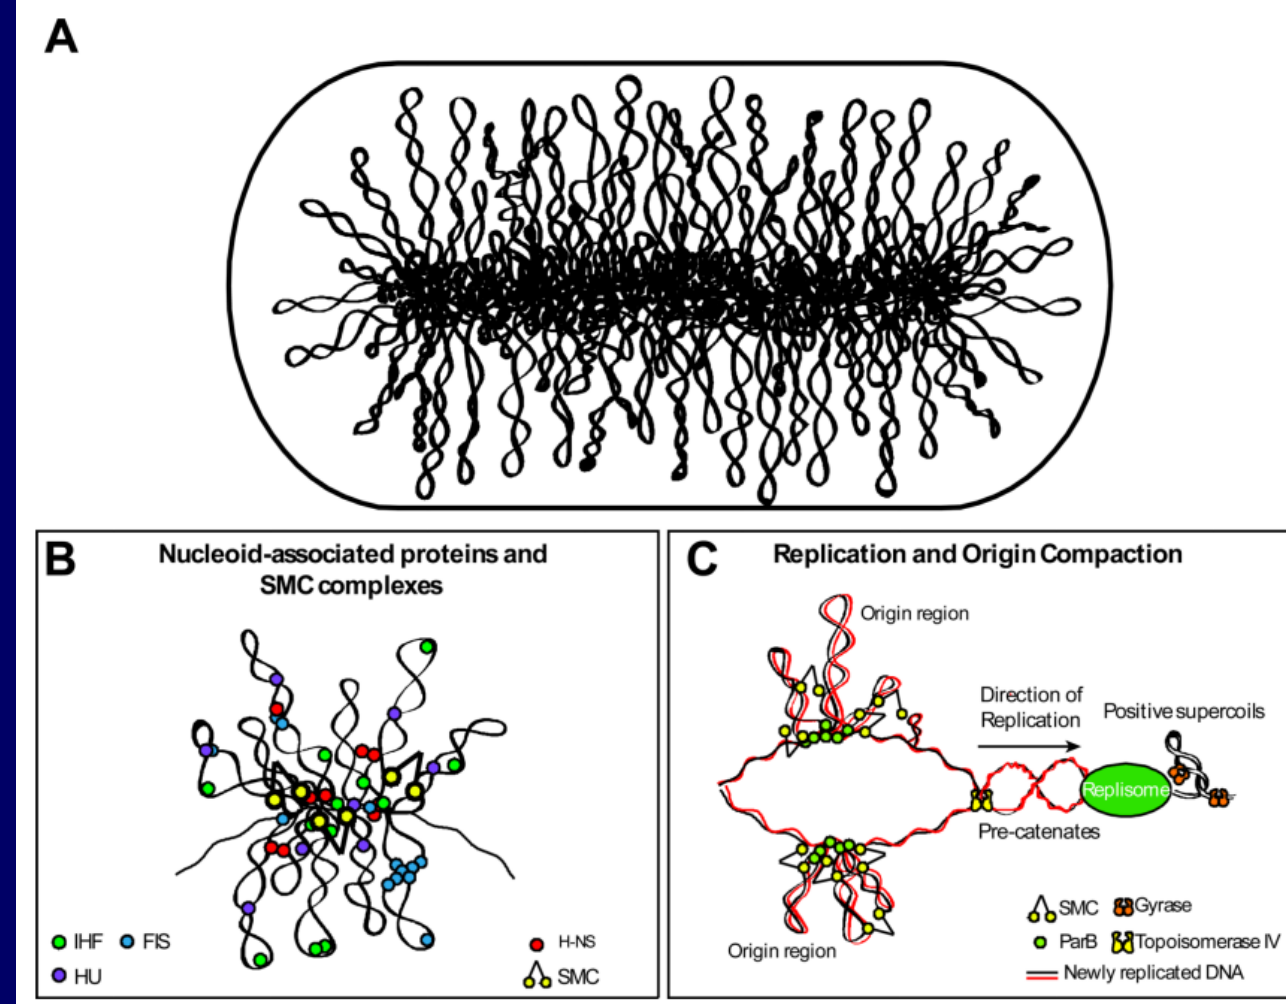 A
B
Nucleoid-associated proteins and
SMC complexes
IHF
FIS
HU
H-NS
SMC
C
Replication and Origin Compaction
Origin region
Direction of
Replication
Positive supercoils
Replisome
Pre-catenates
Origin region
SMC
Gyrase
ParB
Topoisomerase IV
Newly replicated DNA